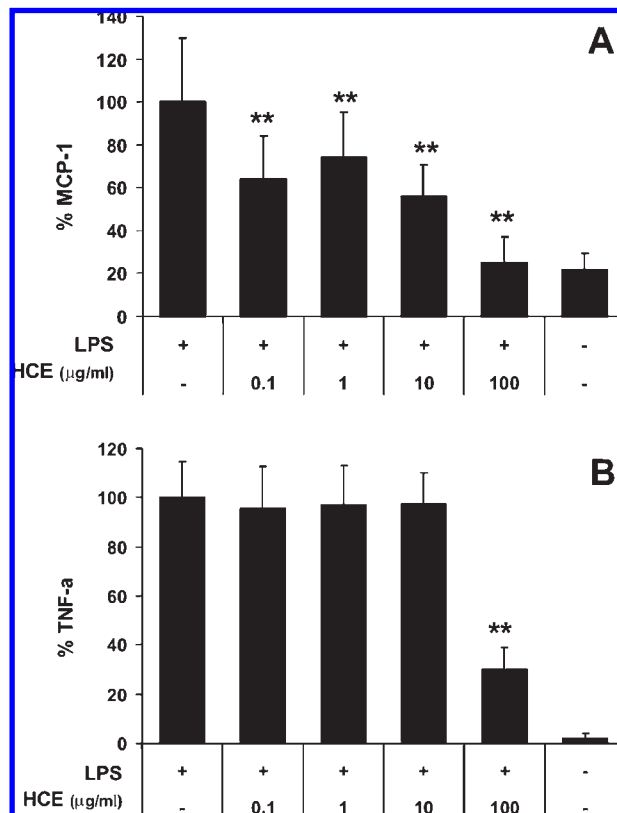 A
140
120
100
80
60
40
20
0
% MCP-1
** ** ** **
LPS + + + + + -
HCE (µg/ml) - 0.1 1 10 100 -
B
120
100
80
60
40
20
0
% TNF-a
**
LPS + + + + + -
HCE (µg/ml) - 0.1 1 10 100 -